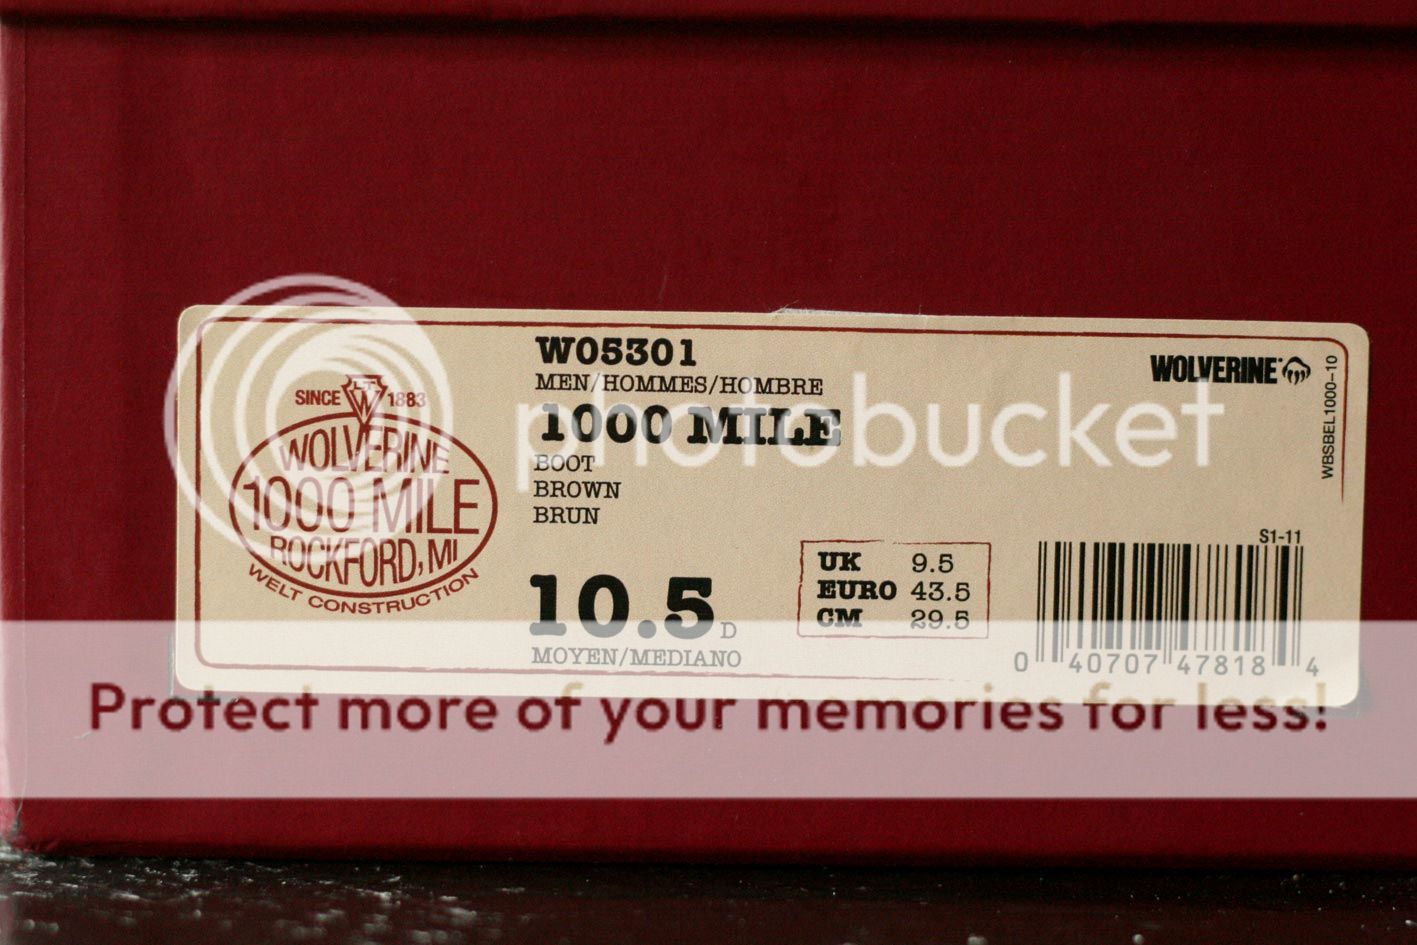 SINCE LTW 1883
WOLVERINE
1000 MILE
ROCKFORD, MI
WELT CONSTRUCTION
W05301
MEN/HOMMES/HOMBRE
1000 MILE
BOOT
BROWN
BRUN
10.5 D
MOYEN/MEDIANO
UK 9.5
EURO 43.5
CM 29.5
WOLVERINE
WBSBEL1000-10
S1-11
0 40707 47818 4
photobucket
Protect more of your memories for less!